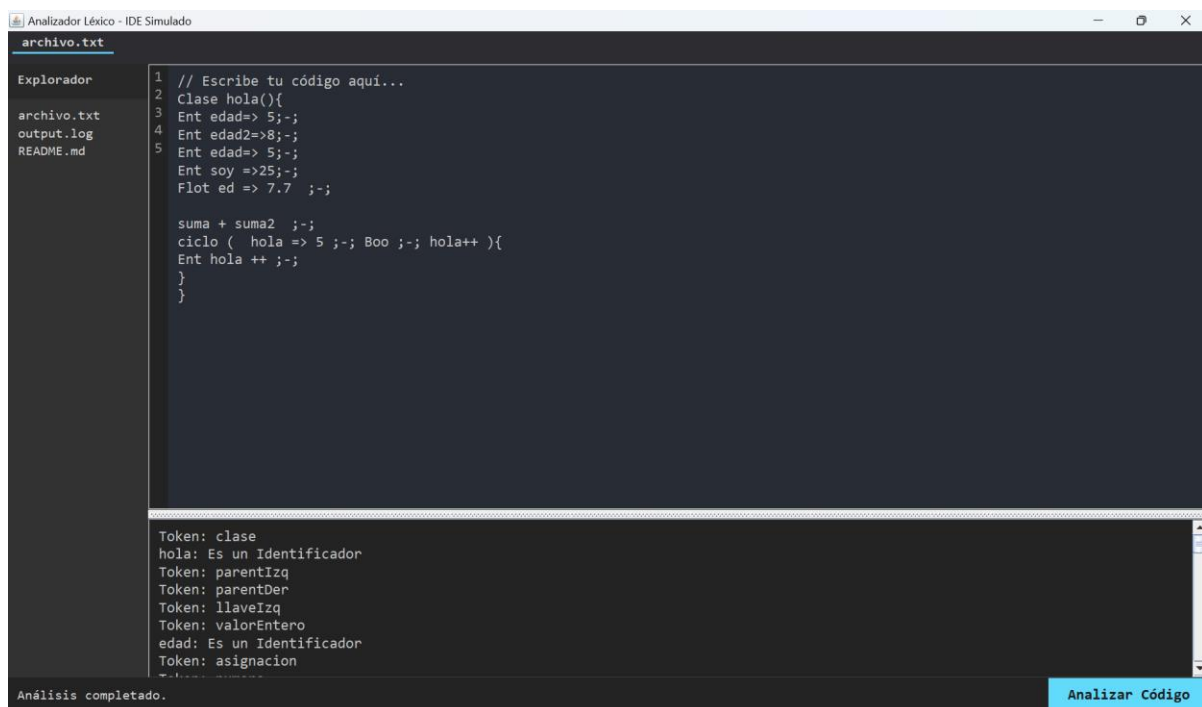 Analizador Léxico - IDE Simulado
archivo.txt
Explorador
archivo.txt
output.log
README.md
1
2
3
4
5
// Escribe tu código aquí...
Clase hola(){
Ent edad=> 5;-;
Ent edad2=>8;-;
Ent edad=> 5;-;
Ent soy =>25;-;
Flot ed => 7.7  ;-;
suma + suma2  ;-;
ciclo (  hola => 5 ;-; Boo ;-; hola++ ){
Ent hola ++ ;-;
}
}
Token: clase
hola: Es un Identificador
Token: parentIzq
Token: parentDer
Token: llaveIzq
Token: valorEntero
edad: Es un Identificador
Token: asignacion
Análisis completado.
Analizar Código